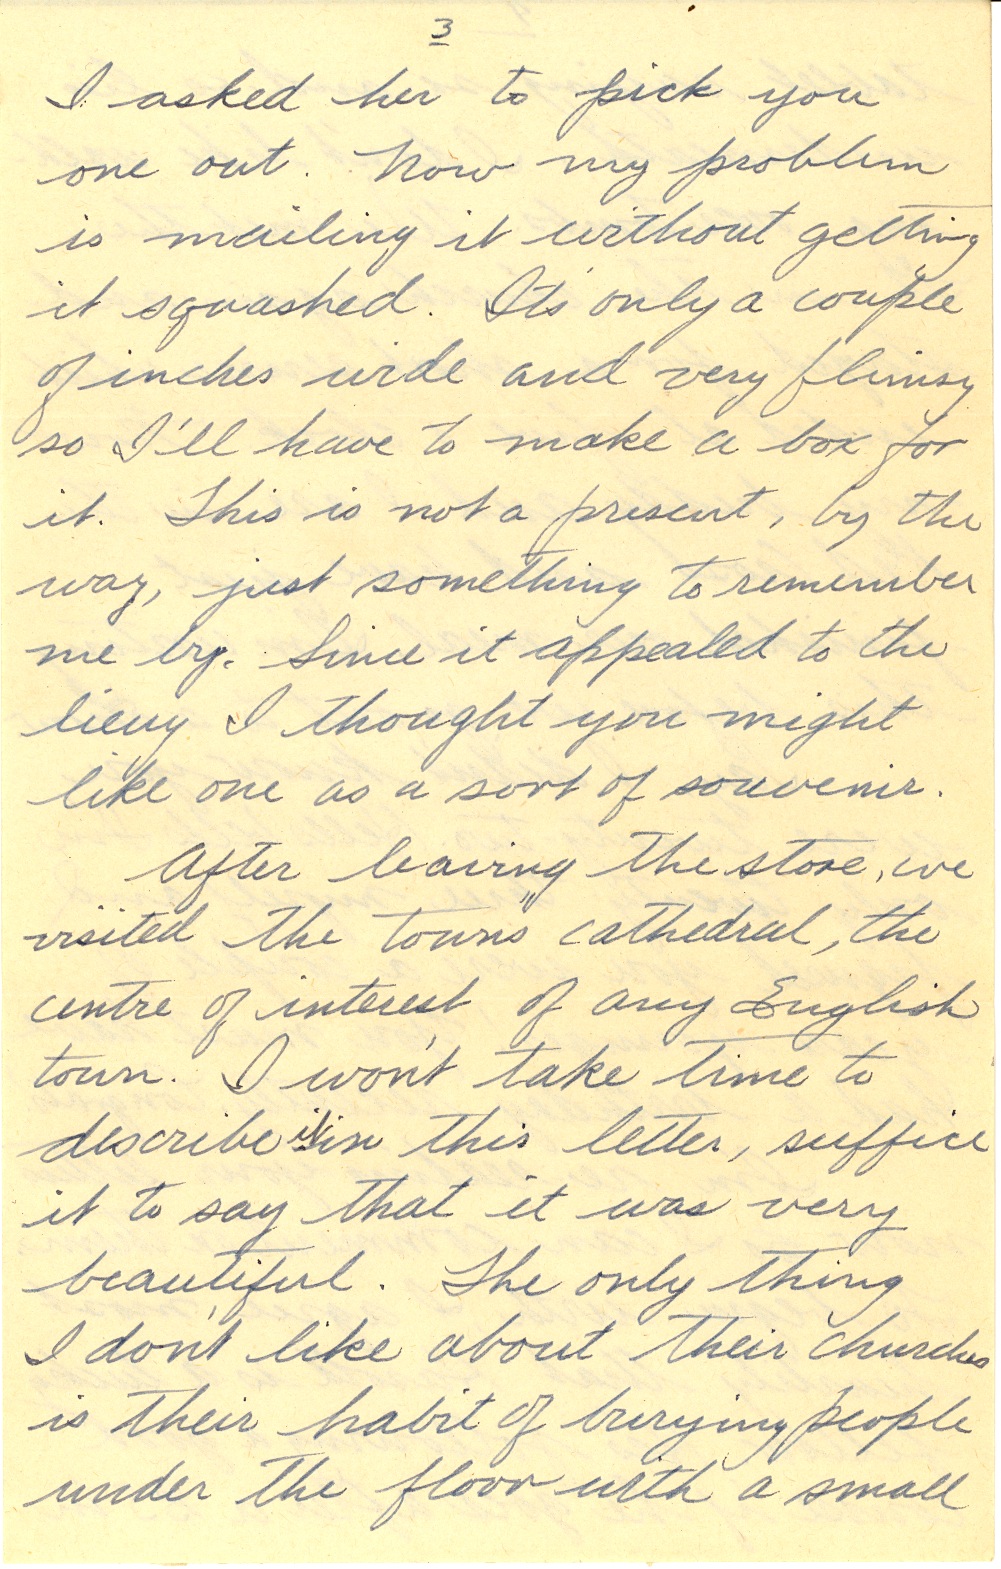 3
I asked her to pick you
one out. Now my problem
is mailing it without getting
it squashed. It's only a couple
of inches wide and very flimsy
so I'll have to make a box for
it. This is not a present, by the
way, just something to remember
me by. Since it appealed to the
lieuy I thought you might
like one as a sort of souvenir.
After leaving the store, we
visited the town's cathedral, the
centre of interest of any English
town. I won't take time to
describe it in this letter, suffice
it to say that it was very
beautiful. The only thing
I don't like about their churches
is their habit of burying people
under the floor with a small